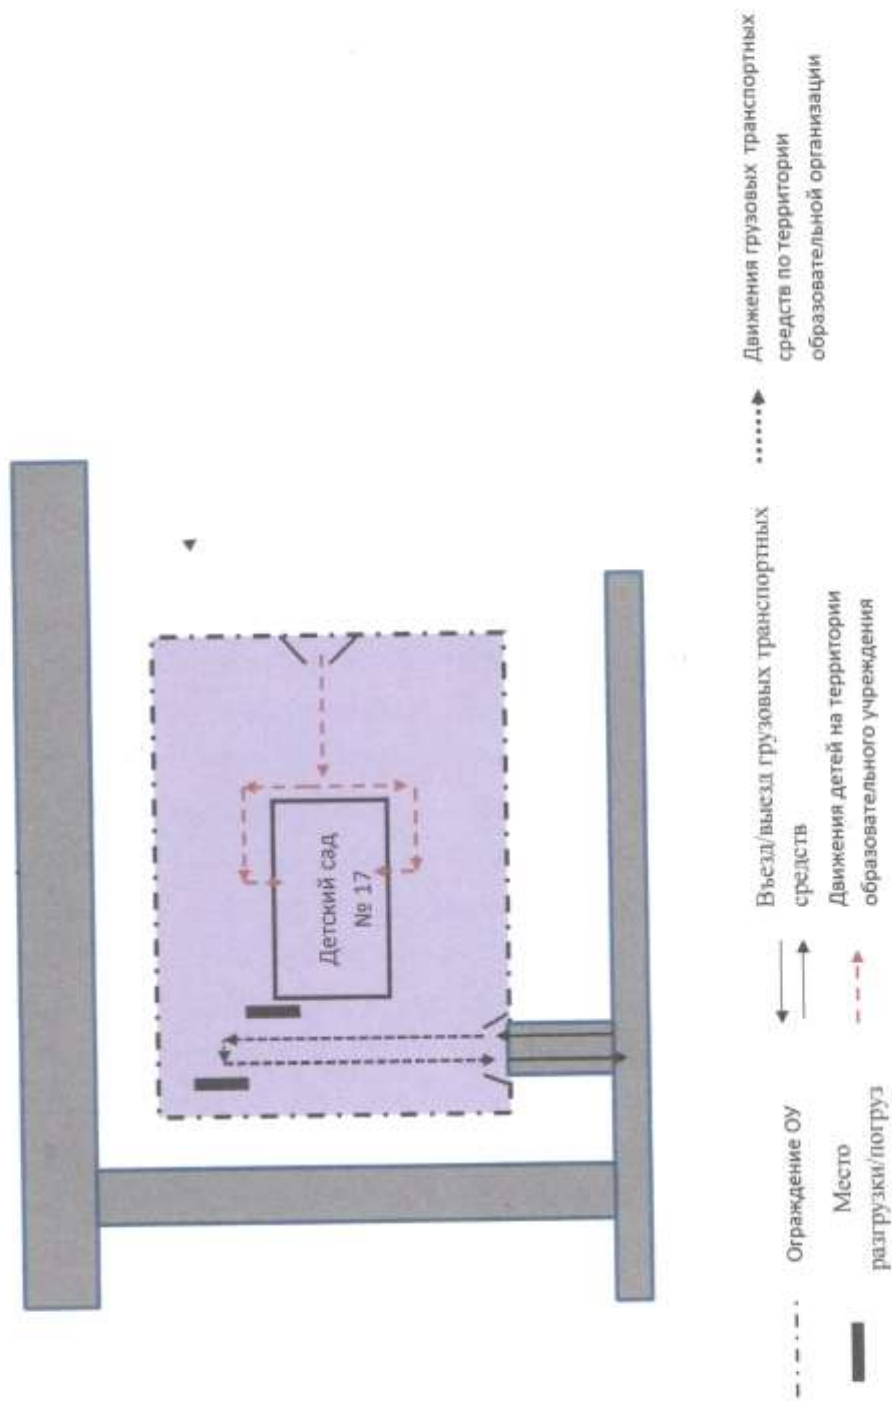 Детский сад
№ 17
Ограждение ОУ
Место
разгрузки/погруз
Въезд/выезд грузовых транспортных
средств
Движения детей на территории
образовательного учреждения
Движения грузовых транспортных
средств по территории
образовательной организации